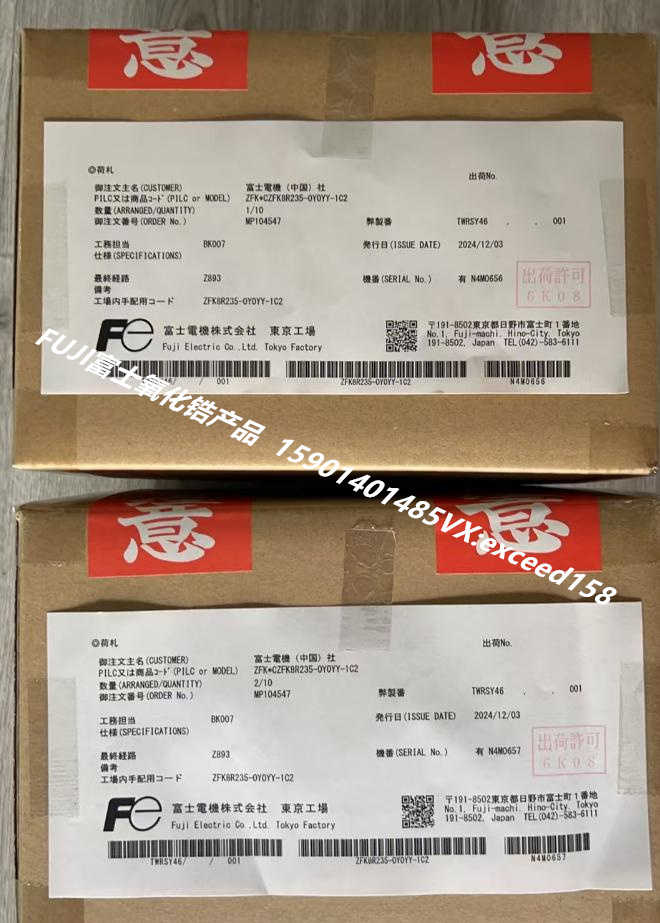 意
意
◎荷札
出荷No.
御注文主名(CUSTOMER) 富士電機（中国）社
PILC又は商品ｺｰﾄﾞ(PILC or MODEL) ZFK*CZFK8R235-0Y0YY-1C2
数量(ARRANGED/QUANTITY) 1/10
御注文番号(ORDER No.) MP104547 弊製番 TWRSY46 . . 001
工務担当 BK007 発行日(ISSUE DATE) 2024/12/03
仕様(SPECIFICATIONS)
最終経路 Z893 機番(SERIAL No.) 有 N4M0656
備考
工場内手配用コード ZFK8R235-0Y0YY-1C2
出荷許可
GK08
Fe 富士電機株式会社 東京工場
Fuji Electric Co.,Ltd. Tokyo Factory
〒191-8502東京都日野市富士町1番地
No.1, Fuji-machi, Hino-City, Tokyo
191-8502, Japan TEL(042)-583-6111
/ 001 ZFK8R235-0Y0YY-1C2 N4M0656
FUJI富士氧化锆产品 15901401485VX:exceed158
意
意
◎荷札
出荷No.
御注文主名(CUSTOMER) 富士電機（中国）社
PILC又は商品ｺｰﾄﾞ(PILC or MODEL) ZFK*CZFK8R235-0Y0YY-1C2
数量(ARRANGED/QUANTITY) 2/10
御注文番号(ORDER No.) MP104547 弊製番 TWRSY46 . 001
工務担当 BK007 発行日(ISSUE DATE) 2024/12/03
仕様(SPECIFICATIONS)
最終経路 Z893 機番(SERIAL No.) 有 N4M0657
備考
工場内手配用コード ZFK8R235-0Y0YY-1C2
出荷許可
GK08
Fe 富士電機株式会社 東京工場
Fuji Electric Co.,Ltd. Tokyo Factory
〒191-8502東京都日野市富士町1番地
No.1, Fuji-machi, Hino-City, Tokyo
191-8502, Japan TEL(042)-583-6111
TWRSY46/ / 001 ZFK8R235-0Y0YY-1C2 N4M0657